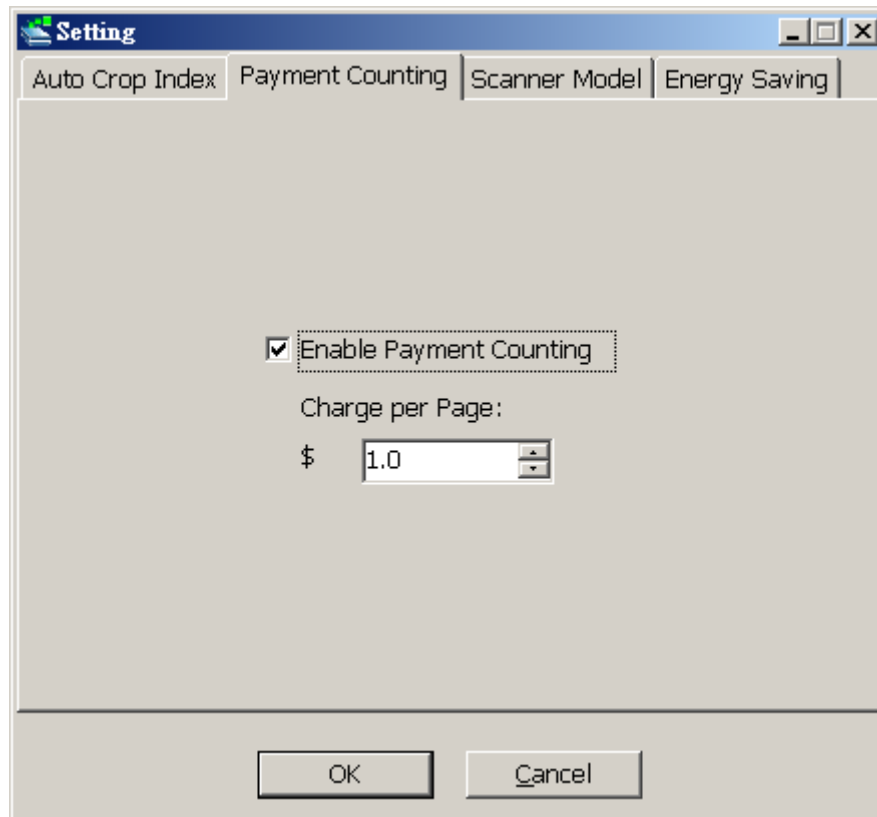 Setting
Auto Crop Index Payment Counting Scanner Model Energy Saving
Enable Payment Counting
Charge per Page:
$ 1.0
OK Cancel